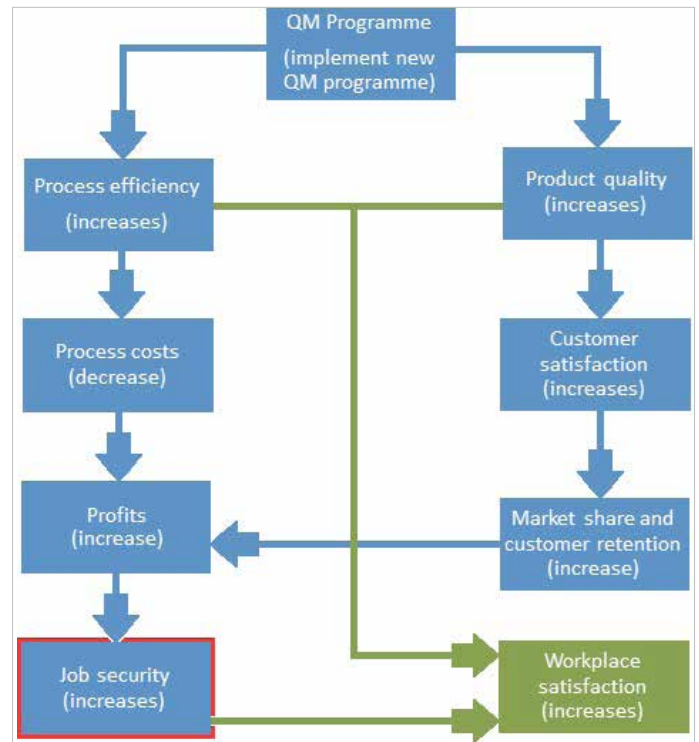 QM Programme
(implement new
QM programme)
Process efficiency
(increases)
Product quality
(increases)
Process costs
(decrease)
Customer
satisfaction
(increases)
Profits
(increase)
Market share and
customer retention
(increase)
Job security
(increases)
Workplace
satisfaction
(increases)